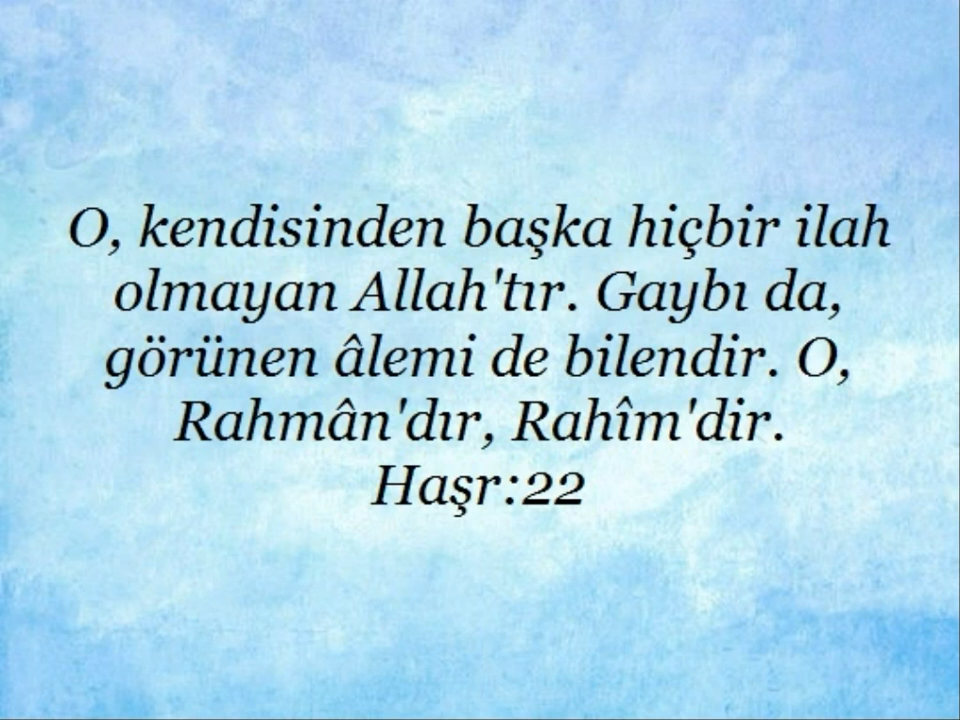 O, kendisinden başka hiçbir ilah
olmayan Allah'tır. Gaybı da,
görünen âlemi de bilendir. O,
Rahmân'dır, Rahîm'dir.
Haşr:22